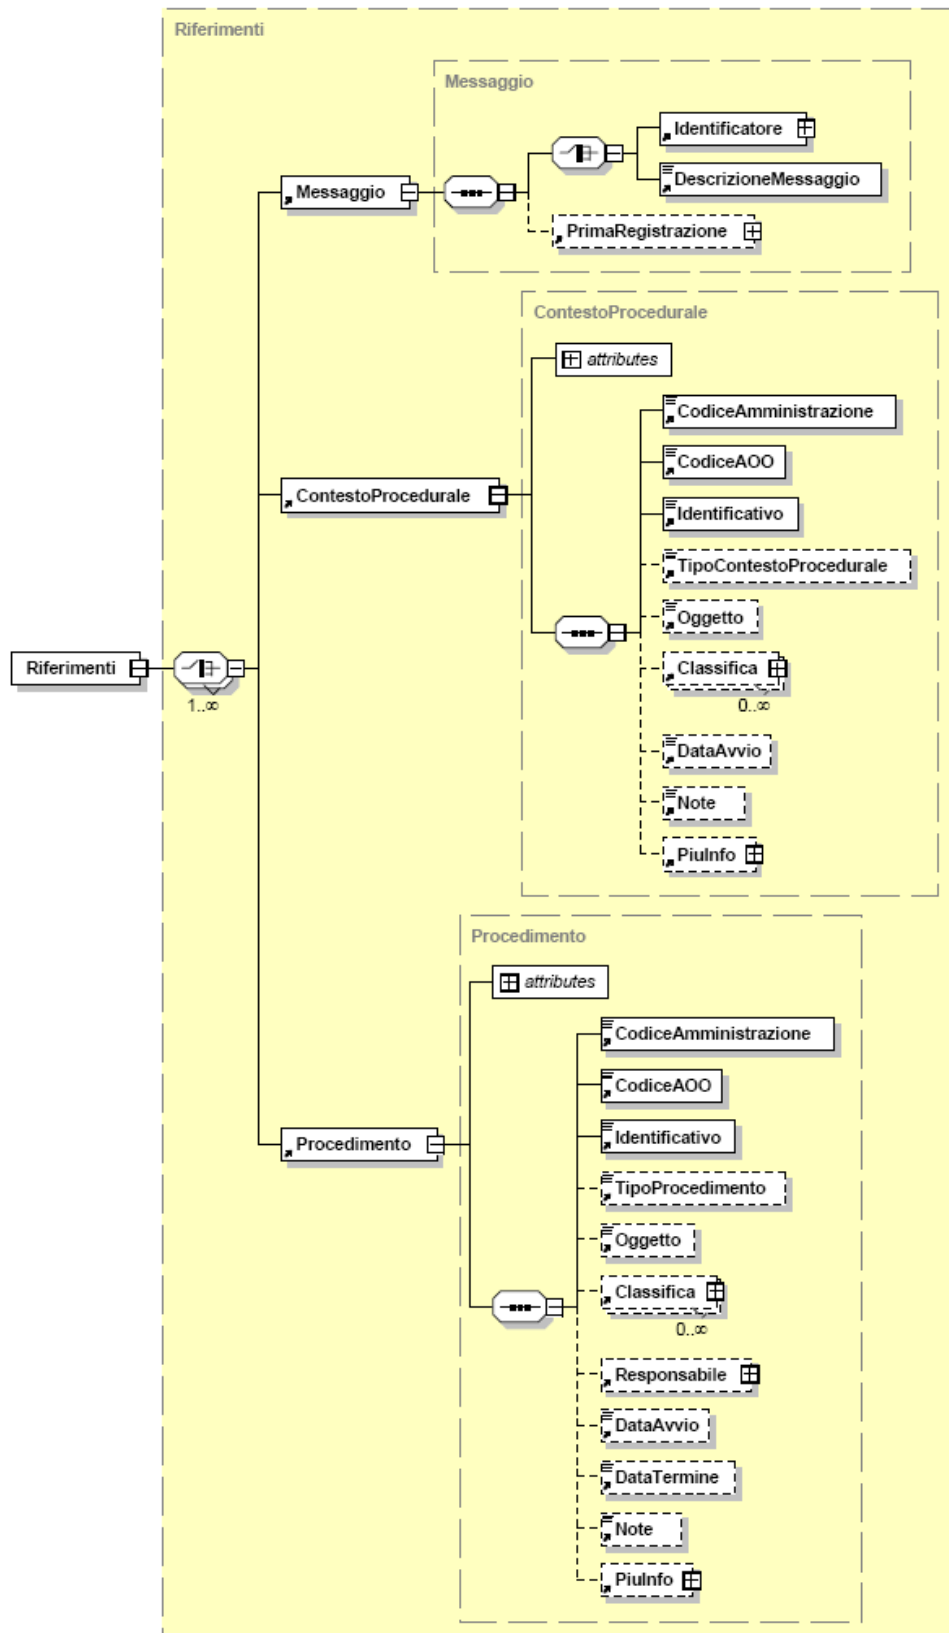 Riferimenti
Messaggio
Identificatore
DescrizioneMessaggio
Messaggio
PrimaRegistrazione
ContestoProcedurale
attributes
CodiceAmministrazione
CodiceAOO
ContestoProcedurale
Identificativo
TipoContestoProcedurale
Oggetto
Riferimenti
1..∞
Classifica
0..∞
DataAvvio
Note
PiuInfo
Procedimento
attributes
CodiceAmministrazione
CodiceAOO
Procedimento
Identificativo
TipoProcedimento
Oggetto
Classifica
0..∞
Responsabile
DataAvvio
DataTermine
Note
PiuInfo